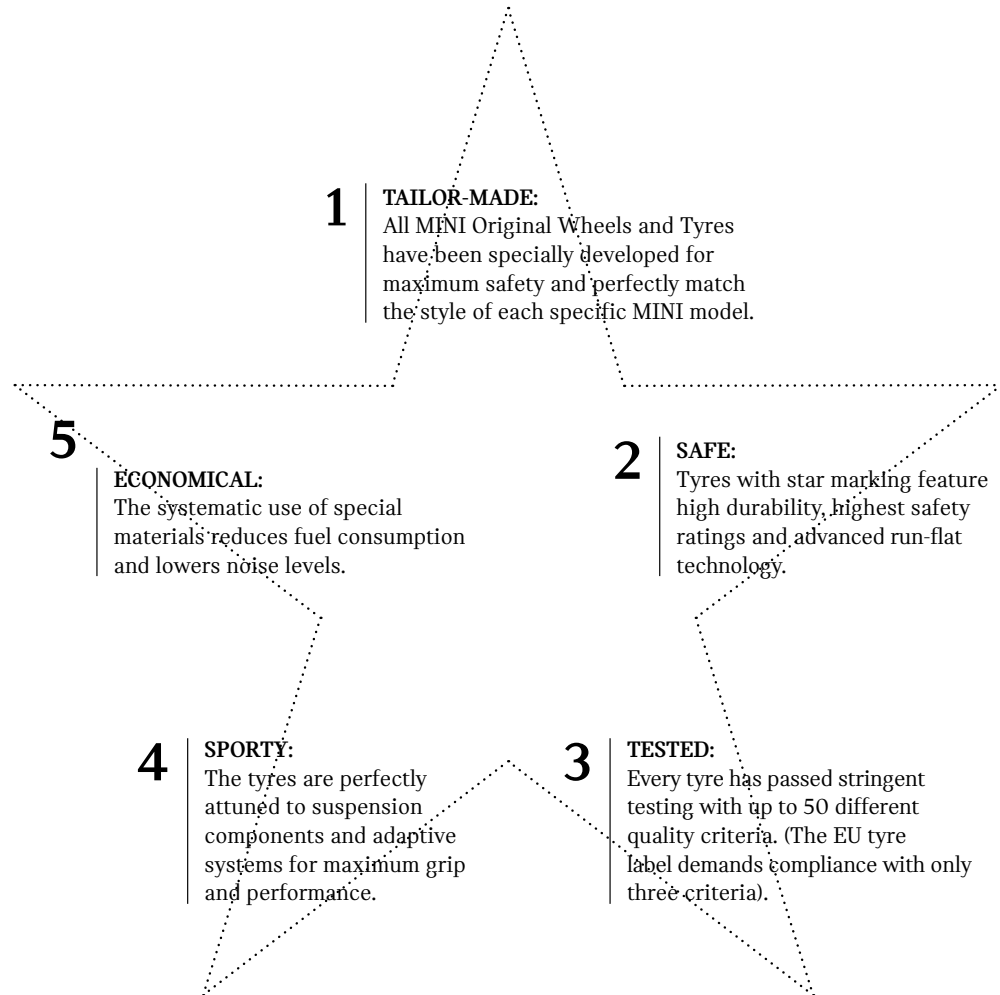 1
TAILOR-MADE:
All MINI Original Wheels and Tyres
have been specially developed for
maximum safety and perfectly match
the style of each specific MINI model.
2
SAFE:
Tyres with star marking feature
high durability, highest safety
ratings and advanced run-flat
technology.
3
TESTED:
Every tyre has passed stringent
testing with up to 50 different
quality criteria. (The EU tyre
label demands compliance with only
three criteria).
4
SPORTY:
The tyres are perfectly
attuned to suspension
components and adaptive
systems for maximum grip
and performance.
5
ECONOMICAL:
The systematic use of special
materials reduces fuel consumption
and lowers noise levels.